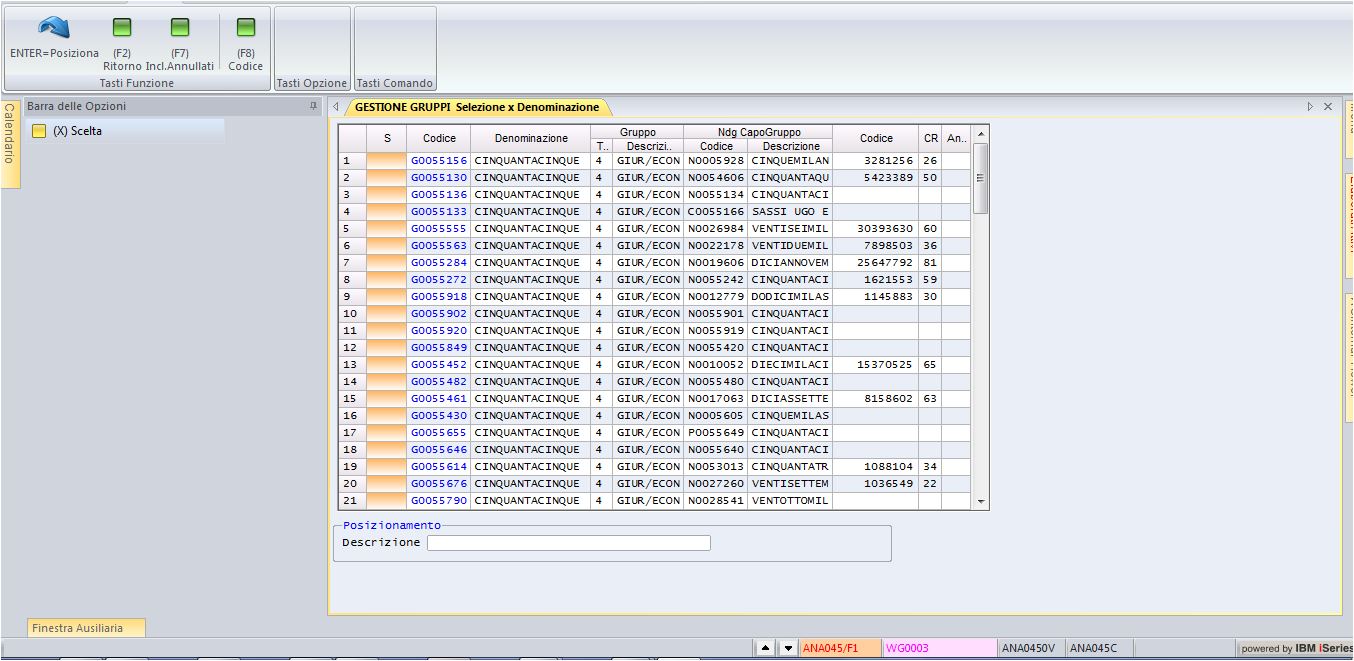 ENTER=Posiziona (F2) (F7) (F8)
Ritorno Incl.Annullati Codice
Tasti Funzione Tasti Opzione Tasti Comando
Calendario
Barra delle Opzioni
(X) Scelta
GESTIONE GRUPPI Selezione x Denominazione
Gruppo Ndg CapoGruppo
S Codice Denominazione T.. Descrizi.. Codice Descrizione Codice CR An..
1 G0055156 CINQUANTACINQUE 4 GIUR/ECON N0005928 CINQUEMILAN 3281256 26
2 G0055130 CINQUANTACINQUE 4 GIUR/ECON N0054606 CINQUANTAQU 5423389 50
3 G0055136 CINQUANTACINQUE 4 GIUR/ECON N0055134 CINQUANTACI
4 G0055133 CINQUANTACINQUE 4 GIUR/ECON C0055166 SASSI UGO E
5 G0055555 CINQUANTACINQUE 4 GIUR/ECON N0026984 VENTISEIMIL 30393630 60
6 G0055563 CINQUANTACINQUE 4 GIUR/ECON N0022178 VENTIDUEMIL 7898503 36
7 G0055284 CINQUANTACINQUE 4 GIUR/ECON N0019606 DICIANNOVEM 25647792 81
8 G0055272 CINQUANTACINQUE 4 GIUR/ECON N0055242 CINQUANTACI 1621553 59
9 G0055918 CINQUANTACINQUE 4 GIUR/ECON N0012779 DODICIMILAS 1145883 30
10 G0055902 CINQUANTACINQUE 4 GIUR/ECON N0055901 CINQUANTACI
11 G0055920 CINQUANTACINQUE 4 GIUR/ECON N0055919 CINQUANTACI
12 G0055849 CINQUANTACINQUE 4 GIUR/ECON N0055420 CINQUANTACI
13 G0055452 CINQUANTACINQUE 4 GIUR/ECON N0010052 DIECIMILACI 15370525 65
14 G0055482 CINQUANTACINQUE 4 GIUR/ECON N0055480 CINQUANTACI
15 G0055461 CINQUANTACINQUE 4 GIUR/ECON N0017063 DICIASSETTE 8158602 63
16 G0055430 CINQUANTACINQUE 4 GIUR/ECON N0005605 CINQUEMILAS
17 G0055655 CINQUANTACINQUE 4 GIUR/ECON P0055649 CINQUANTACI
18 G0055646 CINQUANTACINQUE 4 GIUR/ECON N0055640 CINQUANTACI
19 G0055614 CINQUANTACINQUE 4 GIUR/ECON N0053013 CINQUANTATR 1088104 34
20 G0055676 CINQUANTACINQUE 4 GIUR/ECON N0027260 VENTISETTEM 1036549 22
21 G0055790 CINQUANTACINQUE 4 GIUR/ECON N0028541 VENTOTTOMIL
Posizionamento
Descrizione
Finestra Ausiliaria
ANA045/F1 WG0003 ANA0450V ANA045C powered by IBM iSeries